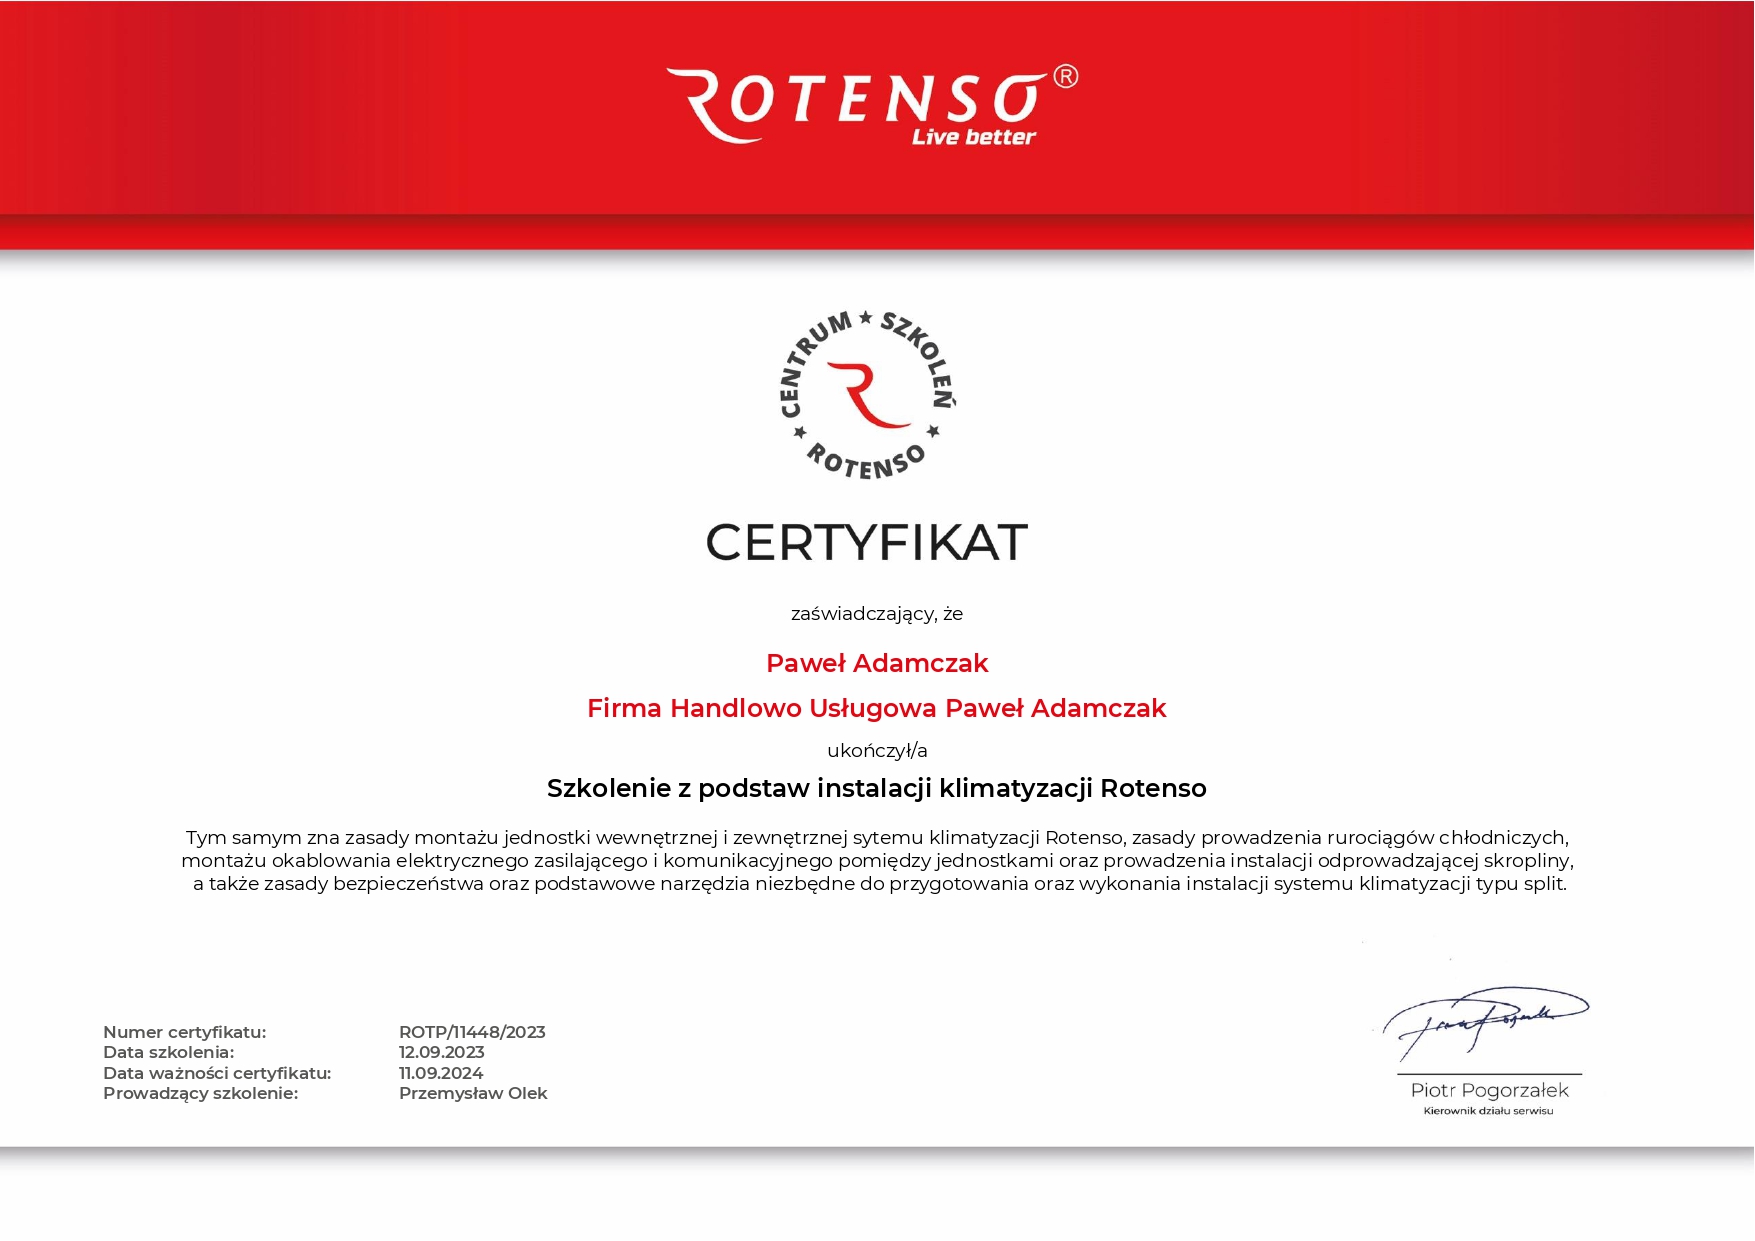 ROTENSO®
Live better
CENTRUM ★ SZKOLEŃ ★ ROTENSO ★
CERTYFIKAT
zaświadczający, że
Paweł Adamczak
Firma Handlowo Usługowa Paweł Adamczak
ukończył/a
Szkolenie z podstaw instalacji klimatyzacji Rotenso
Tym samym zna zasady montażu jednostki wewnętrznej i zewnętrznej sytemu klimatyzacji Rotenso, zasady prowadzenia rurociągów chłodniczych,
montażu okablowania elektrycznego zasilającego i komunikacyjnego pomiędzy jednostkami oraz prowadzenia instalacji odprowadzającej skropliny,
a także zasady bezpieczeństwa oraz podstawowe narzędzia niezbędne do przygotowania oraz wykonania instalacji systemu klimatyzacji typu split.
Numer certyfikatu: ROTP/11448/2023
Data szkolenia: 12.09.2023
Data ważności certyfikatu: 11.09.2024
Prowadzący szkolenie: Przemysław Olek
Piotr Pogorzałek
Kierownik działu serwisu